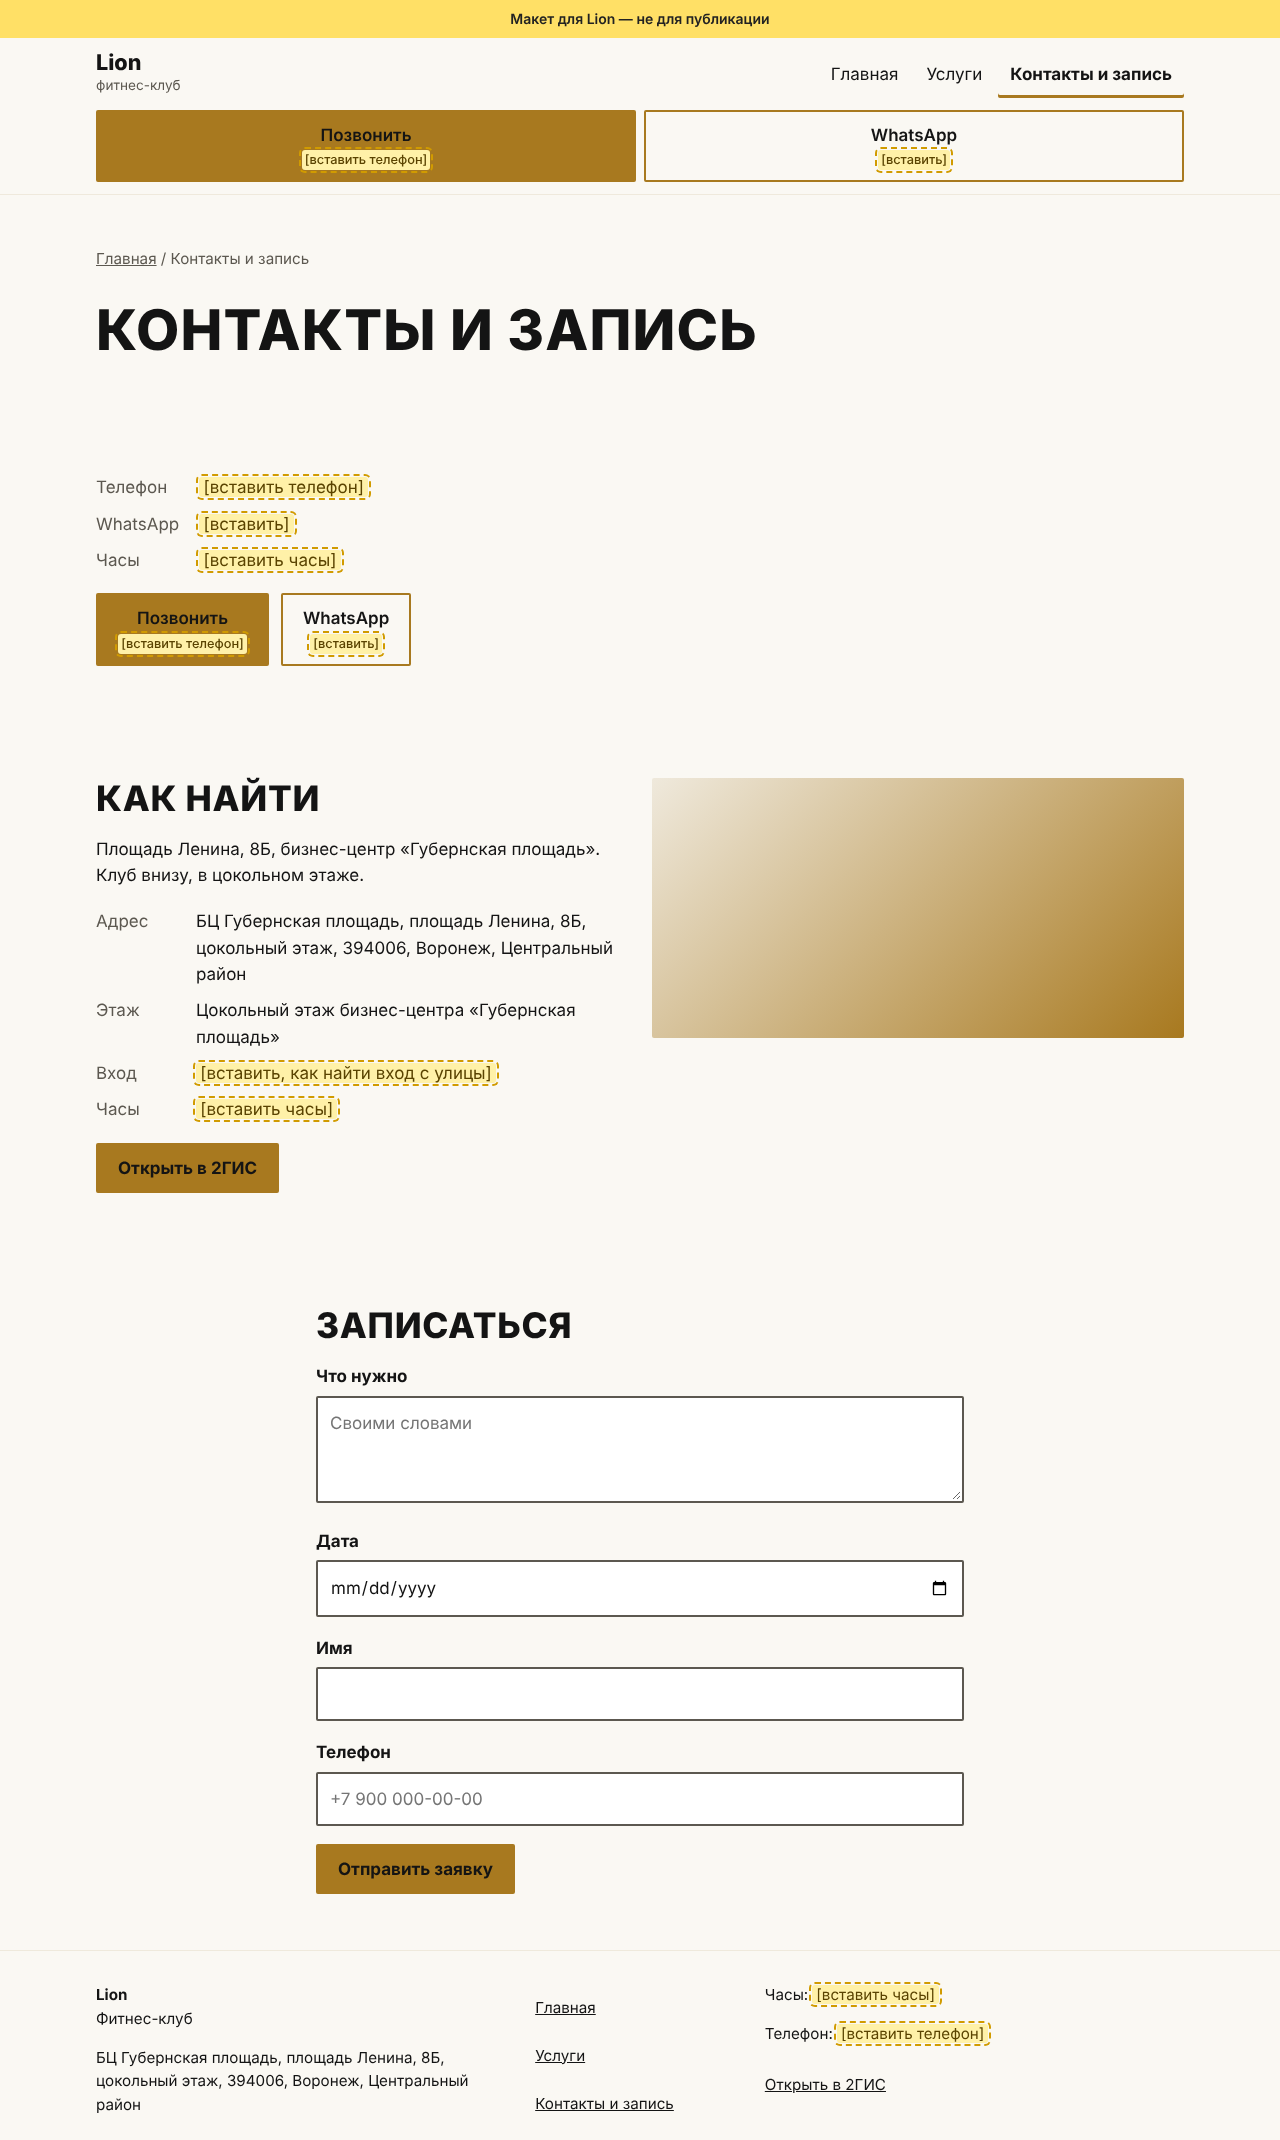 Макет для Lion — не для публикации
Lion
фитнес-клуб
Главная
Услуги
Контакты и запись
Позвонить
[вставить телефон]
WhatsApp
[вставить]
Главная / Контакты и запись
КОНТАКТЫ И ЗАПИСЬ
Телефон [вставить телефон]
WhatsApp [вставить]
Часы [вставить часы]
Позвонить
[вставить телефон]
WhatsApp
[вставить]
КАК НАЙТИ
Площадь Ленина, 8Б, бизнес-центр «Губернская площадь».
Клуб внизу, в цокольном этаже.
Адрес БЦ Губернская площадь, площадь Ленина, 8Б,
цокольный этаж, 394006, Воронеж, Центральный
район
Этаж Цокольный этаж бизнес-центра «Губернская
площадь»
Вход [вставить, как найти вход с улицы]
Часы [вставить часы]
Открыть в 2ГИС
ЗАПИСАТЬСЯ
Что нужно
Своими словами
Дата
mm/dd/yyyy
Имя
Телефон
+7 900 000-00-00
Отправить заявку
Lion
Фитнес-клуб
БЦ Губернская площадь, площадь Ленина, 8Б,
цокольный этаж, 394006, Воронеж, Центральный
район
Главная
Услуги
Контакты и запись
Часы: [вставить часы]
Телефон: [вставить телефон]
Открыть в 2ГИС